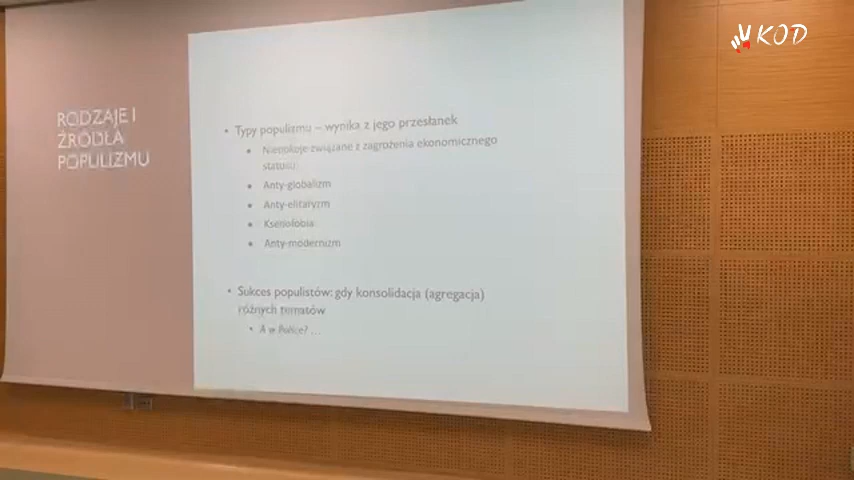 KOD
RODZAJE I
ŹRÓDŁA
POPULIZMU
• Typy populizmu – wynika z jego przesłanek
• Niepokoje związane z zagrożenia ekonomicznego
statusu
• Anty-globalizm
• Anty-elitaryzm
• Ksenofobia
• Anty-modernizm
• Sukces populistów: gdy konsolidacja (agregacja)
różnych tematów
• A w Polsce? …